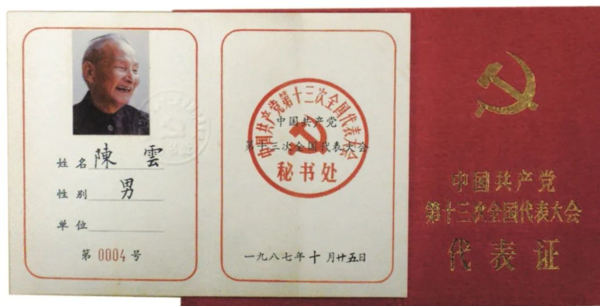 姓名 陳雲
性别 男
单位
第 0004 号
中国共产党第十三次全国代表大会
秘书处
中国共产党
第十三次全国代表大会
一九八七年十月廿五日
中国共产党
第十三次全国代表大会
代表证